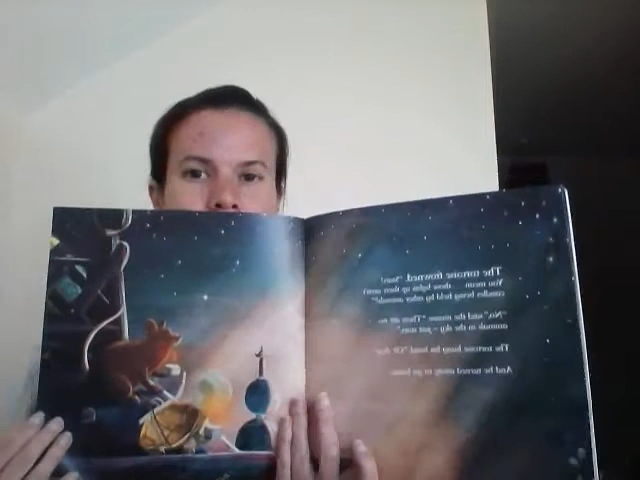 The tortoise frowned. "Stars?
You mean ... those lights up there aren't
candles being held by other animals?"
"No," said the mouse. "There are no
animals in the sky – just stars."
The tortoise hung his head. "Oh dear."
And he turned away to go home.